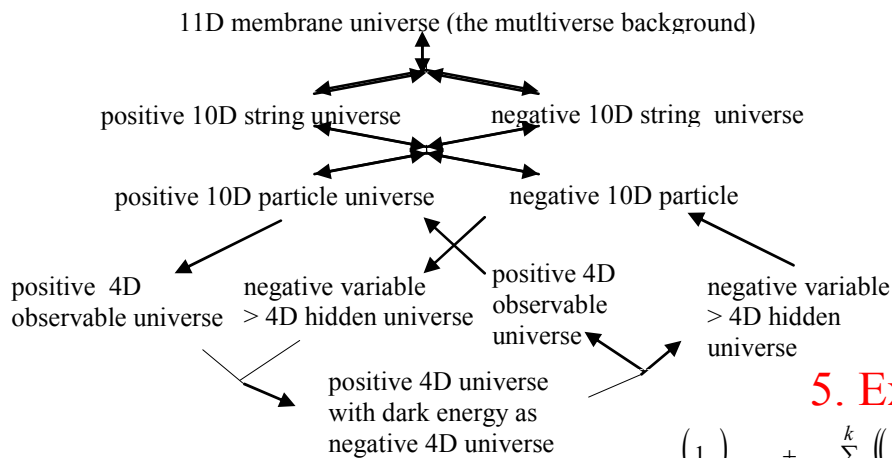 11D membrane universe (the mutltiverse background)
positive 10D string universe
negative 10D string universe
positive 10D particle universe
negative 10D particle
positive 4D
observable universe
negative variable
> 4D hidden universe
positive 4D
observable
universe
negative variable
> 4D hidden
universe
positive 4D universe
with dark energy as
negative 4D universe
5. Ex
(1) + k Σ ((